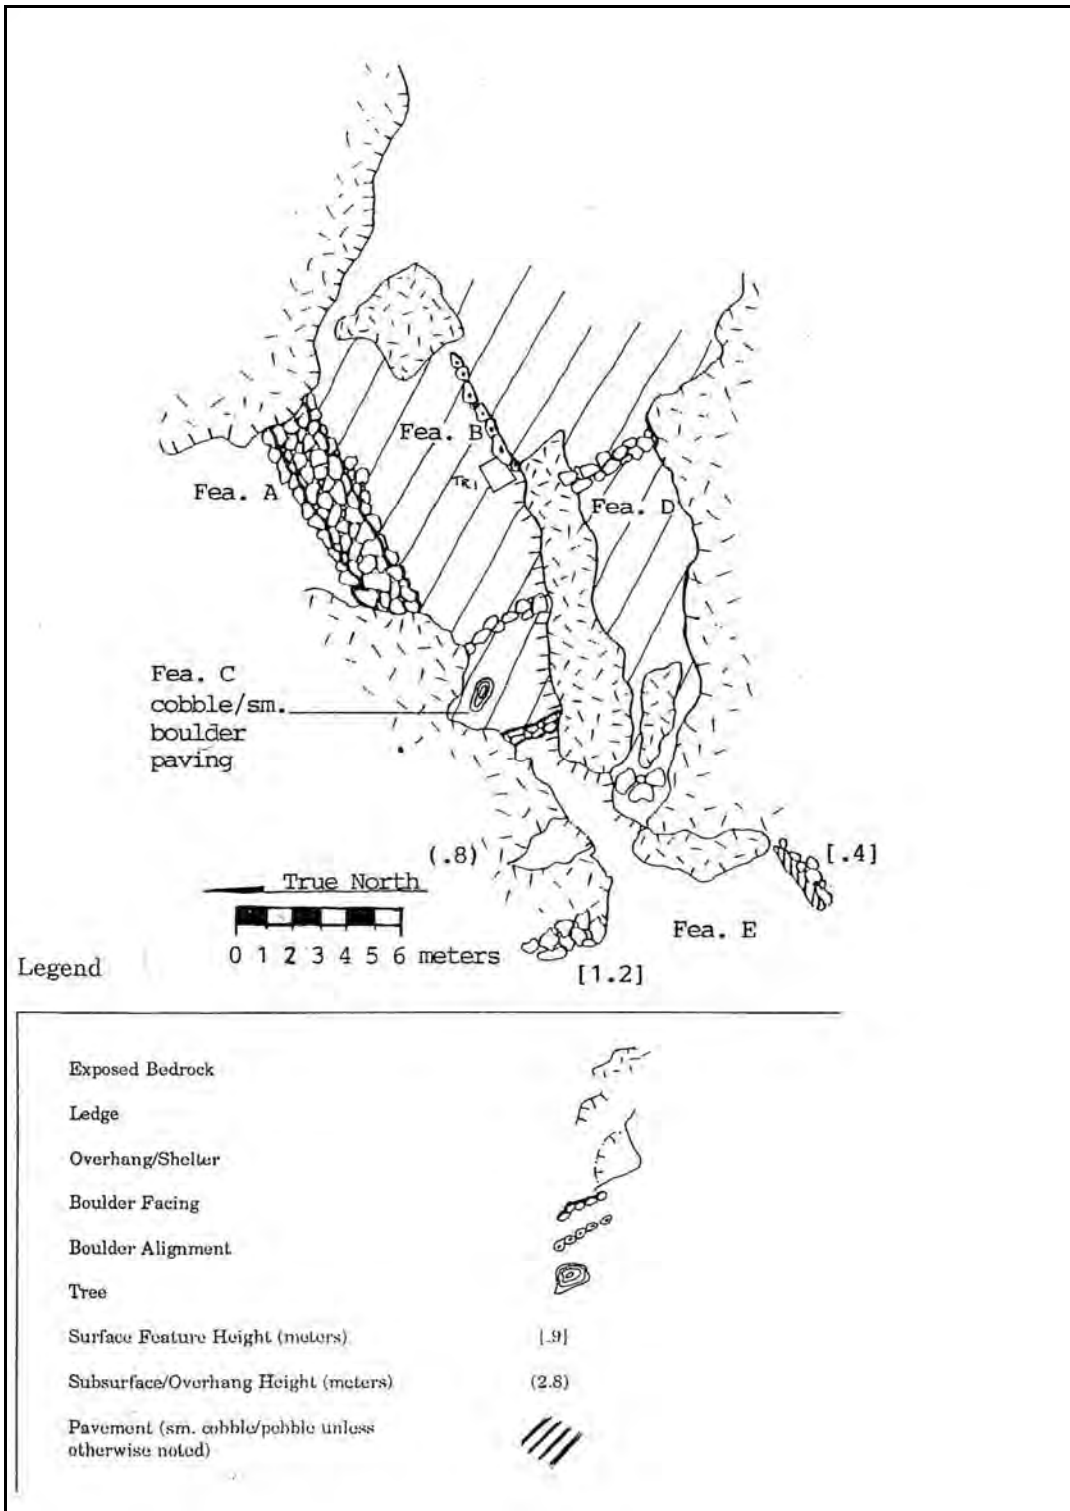 Fea. B
Fea. A
TR1
Fea. D
Fea. C
cobble/sm.
boulder
paving
(.8)
[.4]
True North
Fea. E
0 1 2 3 4 5 6 meters
[1.2]
Legend
Exposed Bedrock
Ledge
Overhang/Shelter
Boulder Facing
Boulder Alignment
Tree
Surface Feature Height (meters) [.9]
Subsurface/Overhang Height (meters) (2.8)
Pavement (sm. cobble/pebble unless
otherwise noted)